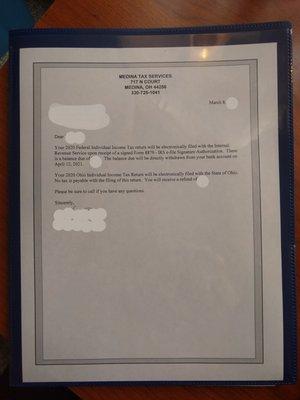 MEDINA TAX SERVICES
717 N COURT
MEDINA, OH 44256
330-725-1041
March 8,
Dear
Your 2020 Federal Individual Income Tax return will be electronically filed with the Internal
Revenue Service upon receipt of a signed Form 8879 - IRS e-file Signature Authorization. There
is a balance due of The balance due will be directly withdrawn from your bank account on
April 12, 2021.
Your 2020 Ohio Individual Income Tax Return will be electronically filed with the State of Ohio.
No tax is payable with the filing of this return. You will receive a refund of
Please be sure to call if you have any questions.
Sincerely,